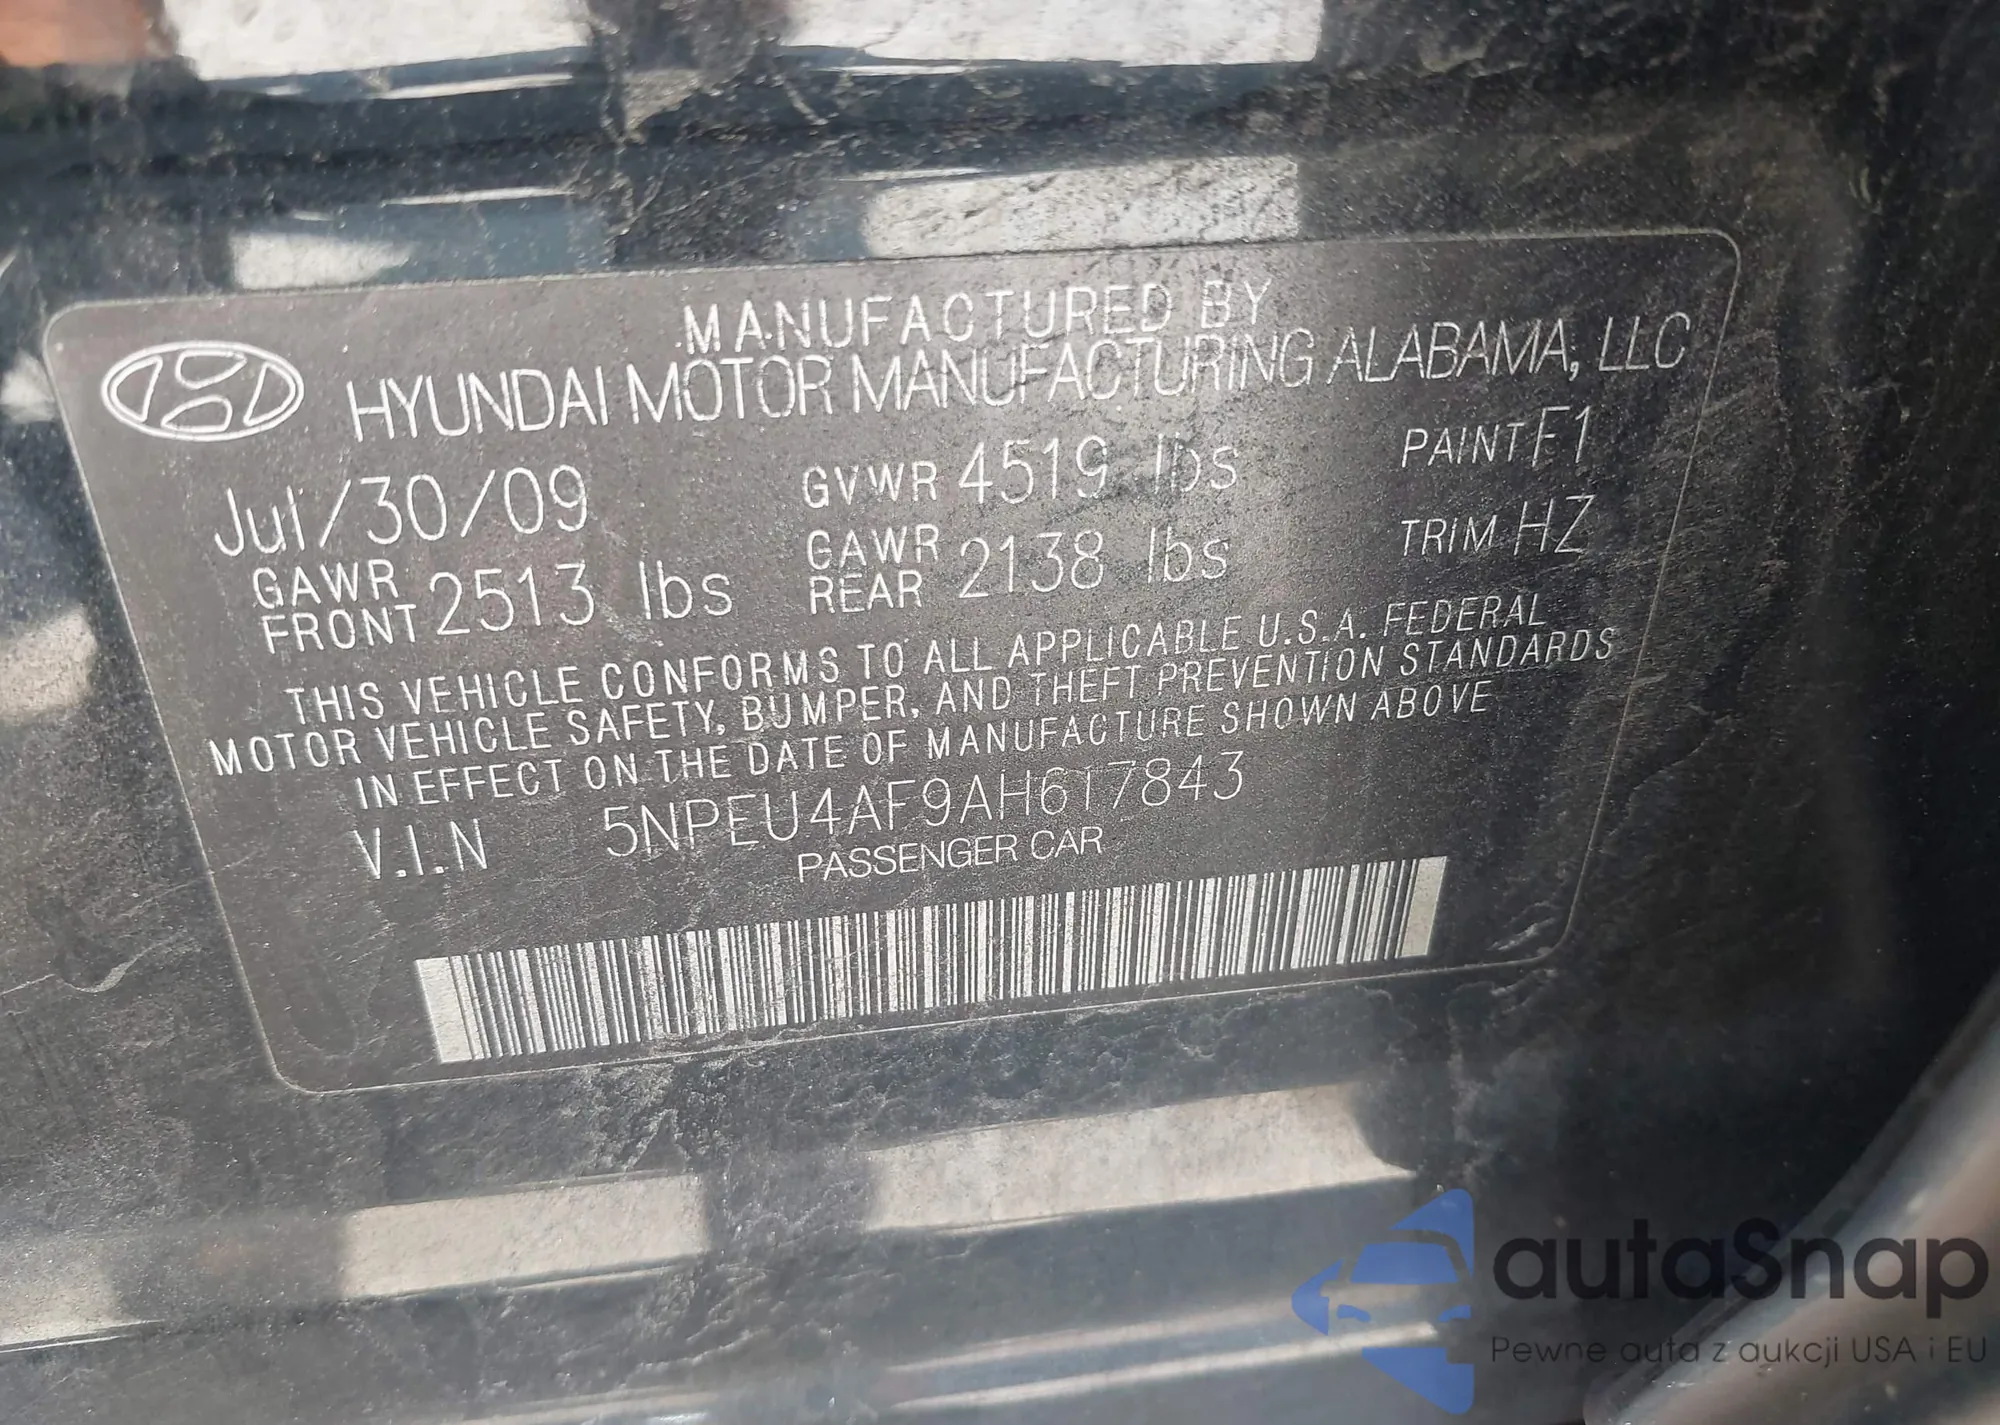 MANUFACTURED BY
HYUNDAI MOTOR MANUFACTURING ALABAMA, LLC
Jul/30/09 GVWR 4519 lbs PAINT F1
GAWR FRONT 2513 lbs GAWR REAR 2138 lbs TRIM HZ
THIS VEHICLE CONFORMS TO ALL APPLICABLE U.S.A. FEDERAL
MOTOR VEHICLE SAFETY, BUMPER, AND THEFT PREVENTION STANDARDS
IN EFFECT ON THE DATE OF MANUFACTURE SHOWN ABOVE
V.I.N 5NPEU4AF9AH617843
PASSENGER CAR
autaSnap
Pewne auta z aukcji USA i EU